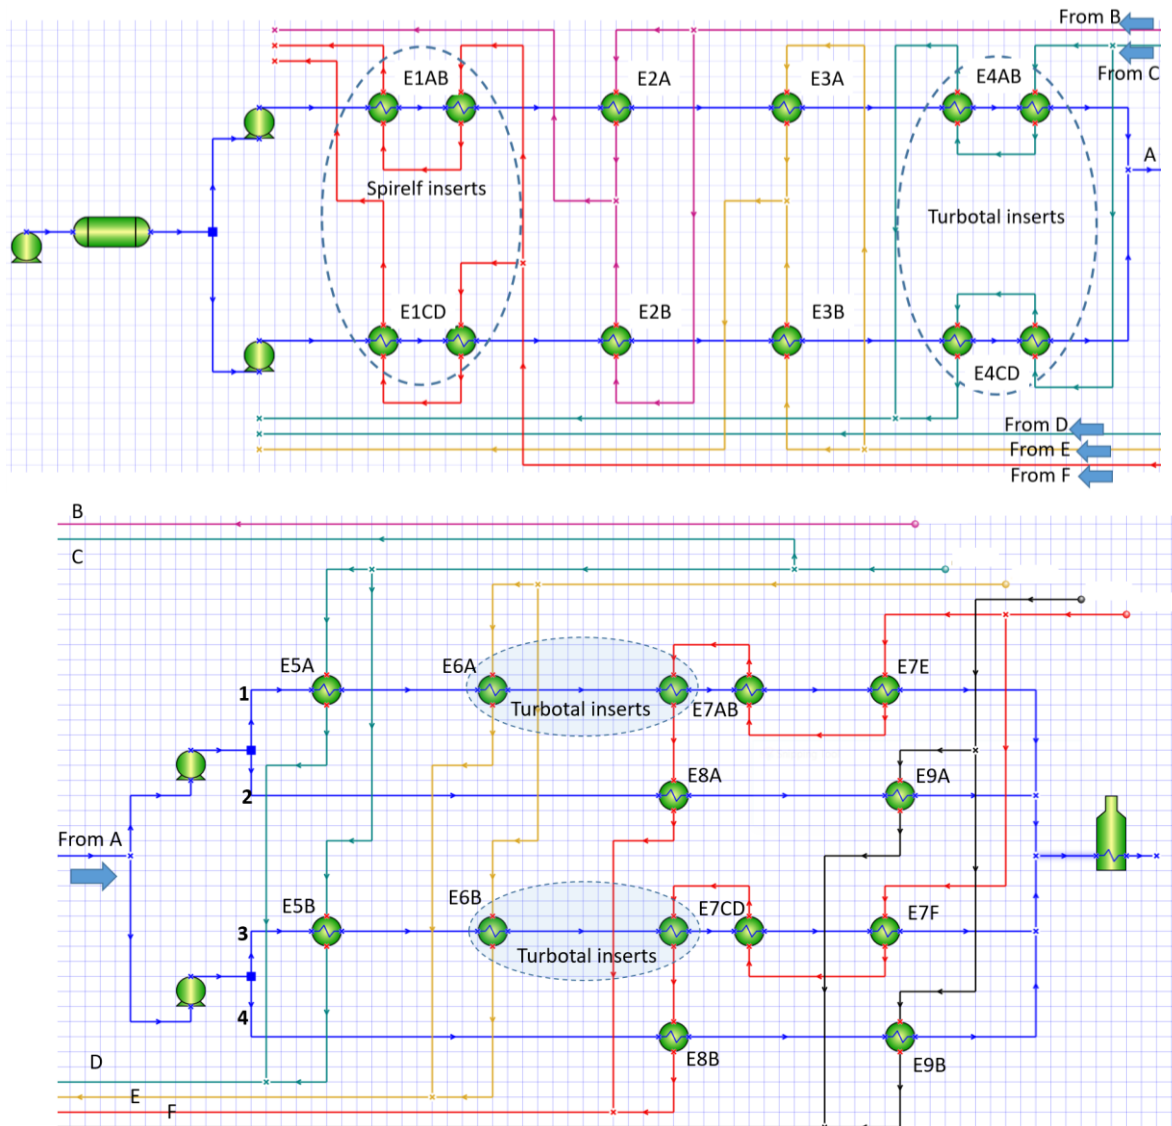 From B
From C
E1AB
E2A
E3A
E4AB
A
Spirelf inserts
Turbotal inserts
E1CD
E2B
E3B
E4CD
From D
From E
From F
B
C
E5A
E6A
E7E
1
Turbotal inserts
E7AB
E8A
E9A
2
From A
E5B
E6B
E7CD
E7F
3
Turbotal inserts
4
E8B
E9B
D
E
F